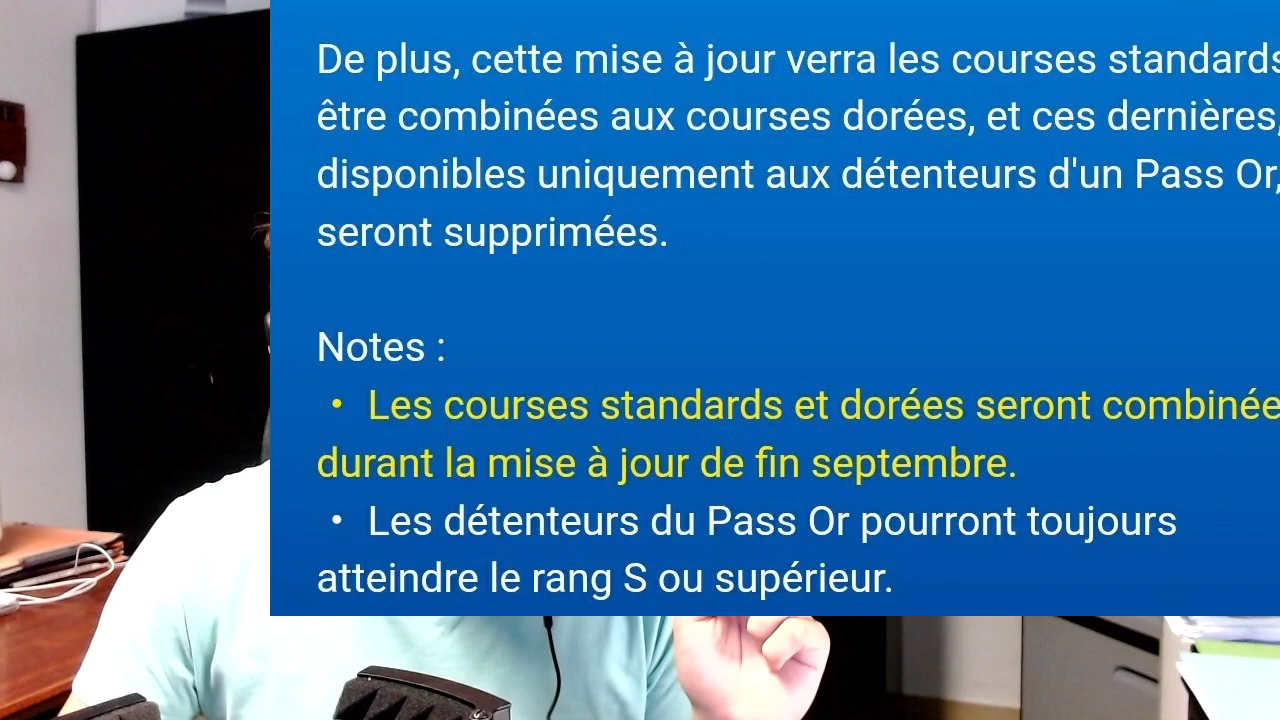 De plus, cette mise à jour verra les courses standards
être combinées aux courses dorées, et ces dernières,
disponibles uniquement aux détenteurs d'un Pass Or,
seront supprimées.
Notes :
• Les courses standards et dorées seront combinée
durant la mise à jour de fin septembre.
• Les détenteurs du Pass Or pourront toujours
atteindre le rang S ou supérieur.